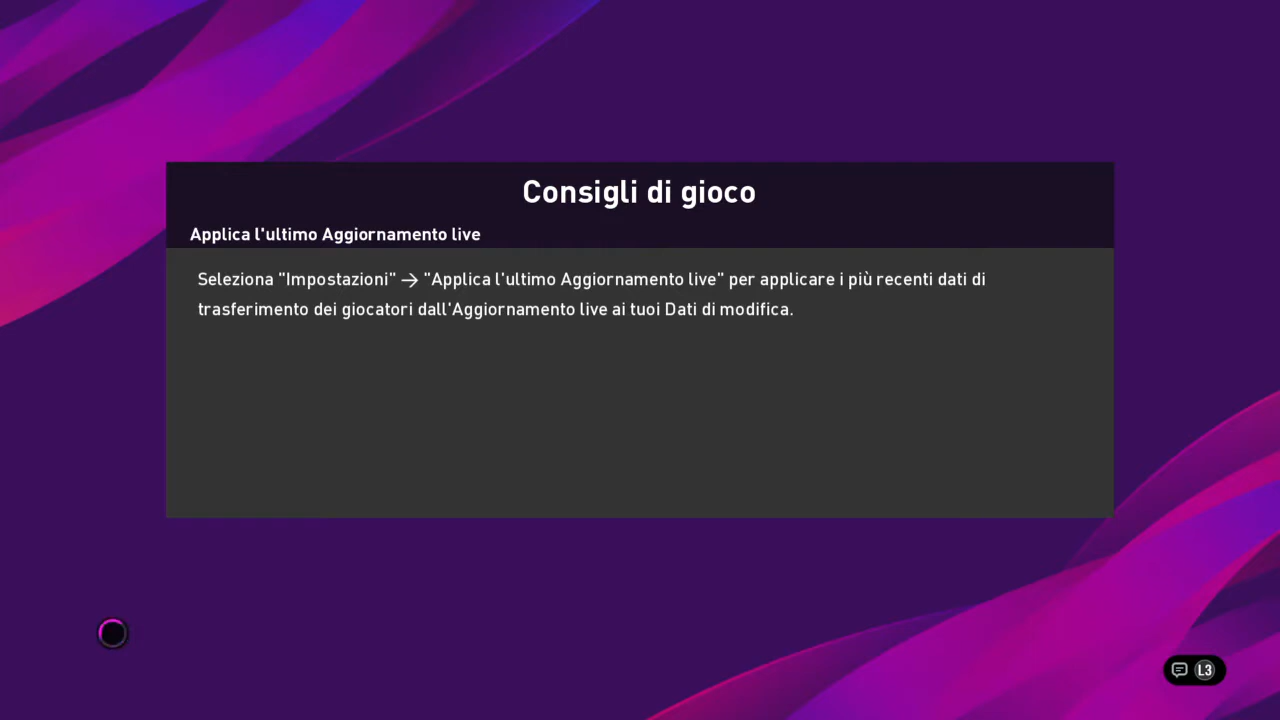 Consigli di gioco
Applica l'ultimo Aggiornamento live
Seleziona "Impostazioni" → "Applica l'ultimo Aggiornamento live" per applicare i più recenti dati di
trasferimento dei giocatori dall'Aggiornamento live ai tuoi Dati di modifica.
L3